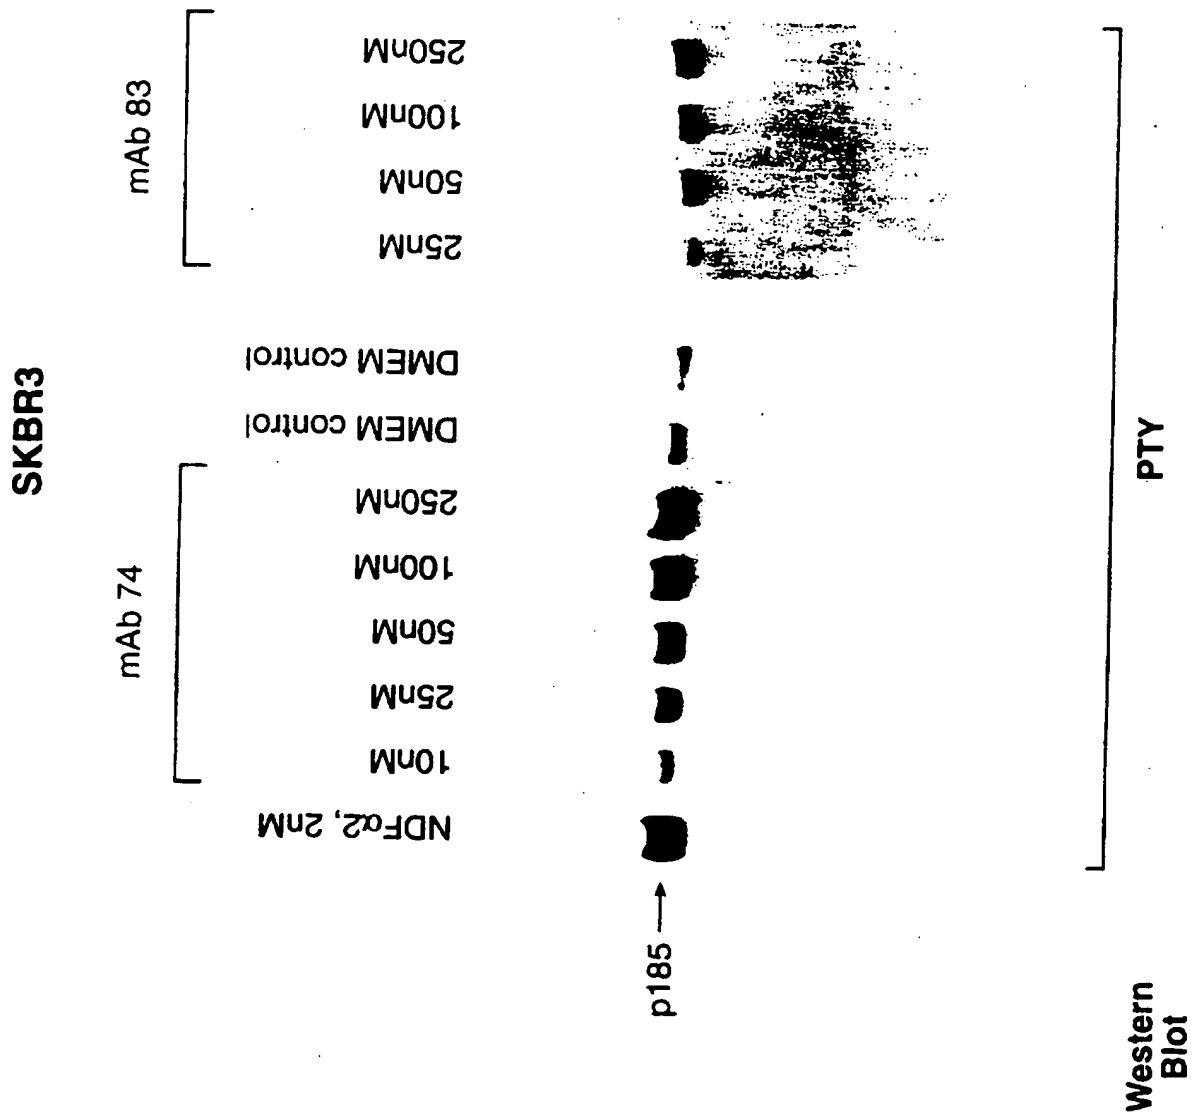 SKBR3
mAb 74
mAb 83
NDFα2, 2nM
10nM
25nM
50nM
100nM
250nM
DMEM control
DMEM control
25nM
50nM
100nM
250nM
p185
Western
Blot
PTY